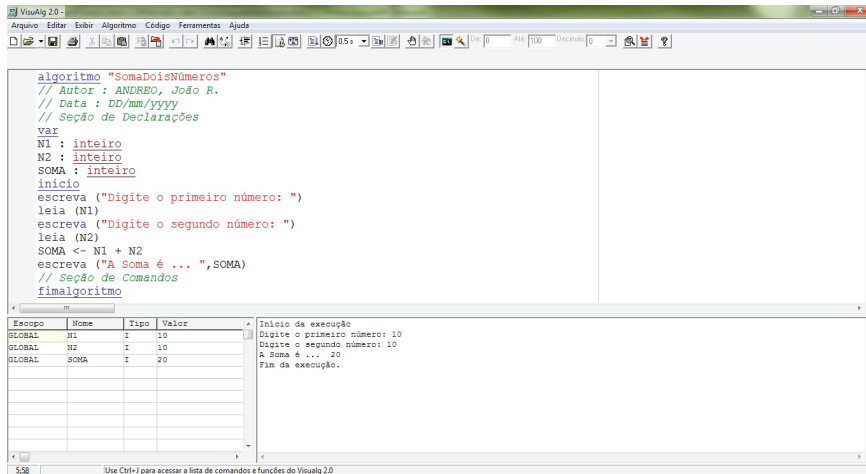 VisuAlg 2.0 -
Arquivo Editar Exibir Algoritmo Código Ferramentas Ajuda
0,5 s De: 0 Até: 100 Decimais: 0
algoritmo "SomaDoisNúmeros"
// Autor : ANDREO, João R.
// Data : DD/mm/yyyy
// Seção de Declarações
var
N1 : inteiro
N2 : inteiro
SOMA : inteiro
inicio
escreva ("Digite o primeiro número: ")
leia (N1)
escreva ("Digite o segundo número: ")
leia (N2)
SOMA <- N1 + N2
escreva ("A Soma é ... ",SOMA)
// Seção de Comandos
fimalgoritmo
Escopo Nome Tipo Valor
GLOBAL N1 I 10
GLOBAL N2 I 10
GLOBAL SOMA I 20
Início da execução
Digite o primeiro número: 10
Digite o segundo número: 10
A Soma é ... 20
Fim da execução.
5:58 Use Ctrl+J para acessar a lista de comandos e funções do Visualg 2.0